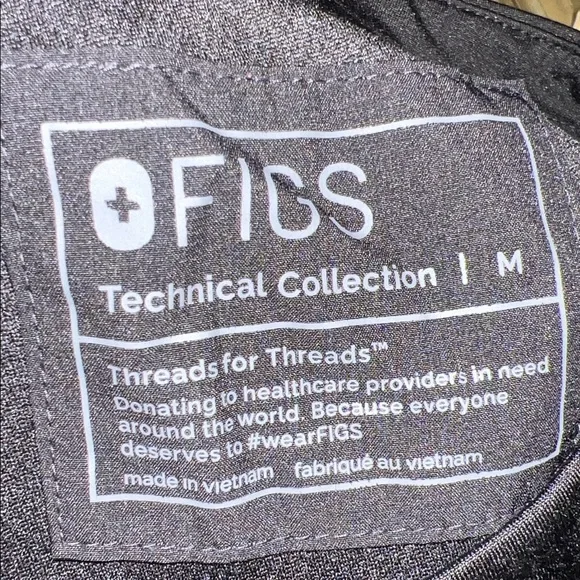 FIGS
Technical Collection | M
Threads for Threads™
Donating to healthcare providers in need
around the world. Because everyone
deserves to #wearFIGS
made in vietnam fabriqué au vietnam